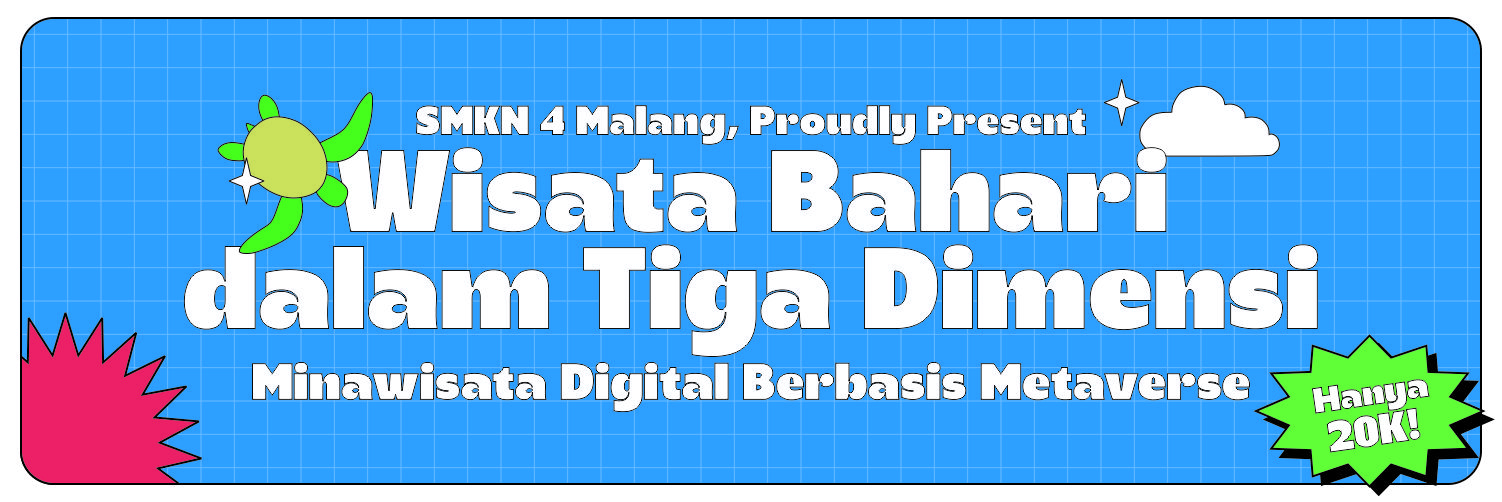 SMKN 4 Malang, Proudly Present
Wisata Bahari
dalam Tiga Dimensi
Minawisata Digital Berbasis Metaverse
Hanya
20K!